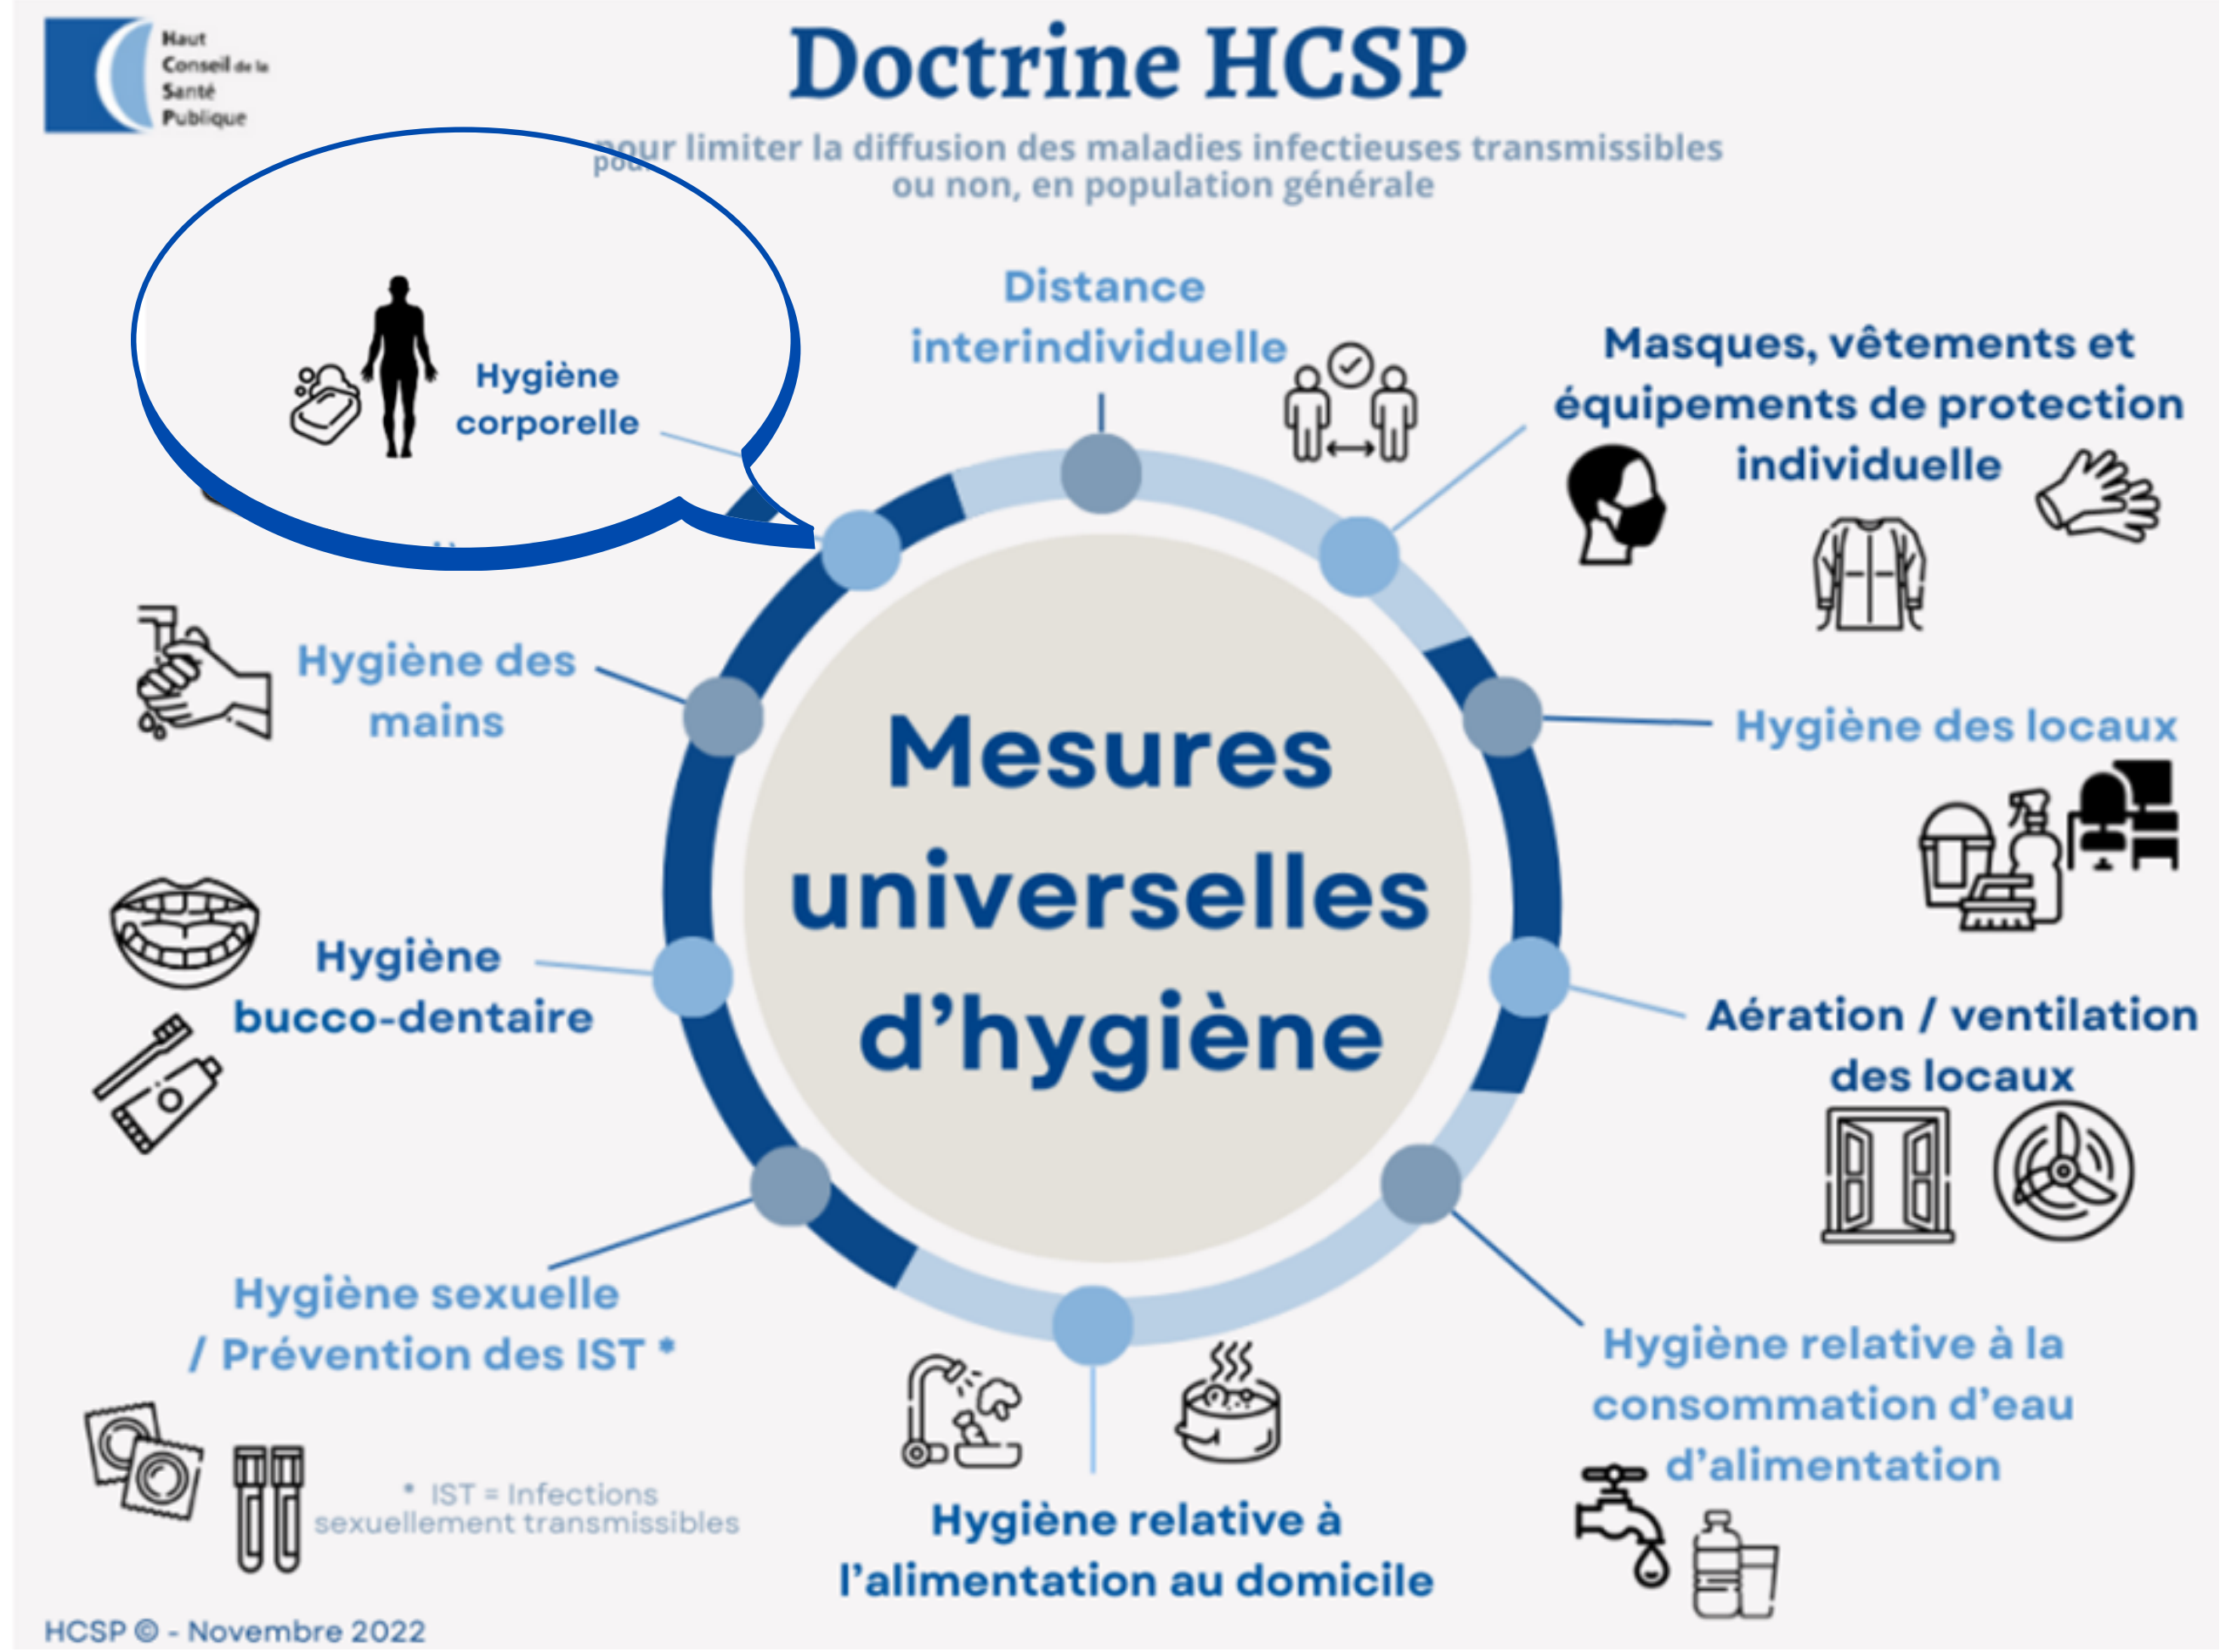 Haut
Conseil de la
Santé
Publique
Doctrine HCSP
pour limiter la diffusion des maladies infectieuses transmissibles
ou non, en population générale
Hygiène
corporelle
Distance
interindividuelle
Masques, vêtements et
équipements de protection
individuelle
Hygiène des
mains
Hygiène des locaux
Mesures
universelles
d'hygiène
Hygiène
bucco-dentaire
Aération / ventilation
des locaux
Hygiène sexuelle
/ Prévention des IST *
Hygiène relative à la
consommation d'eau
d'alimentation
* IST = Infections
sexuellement transmissibles
Hygiène relative à
l'alimentation au domicile
HCSP © - Novembre 2022